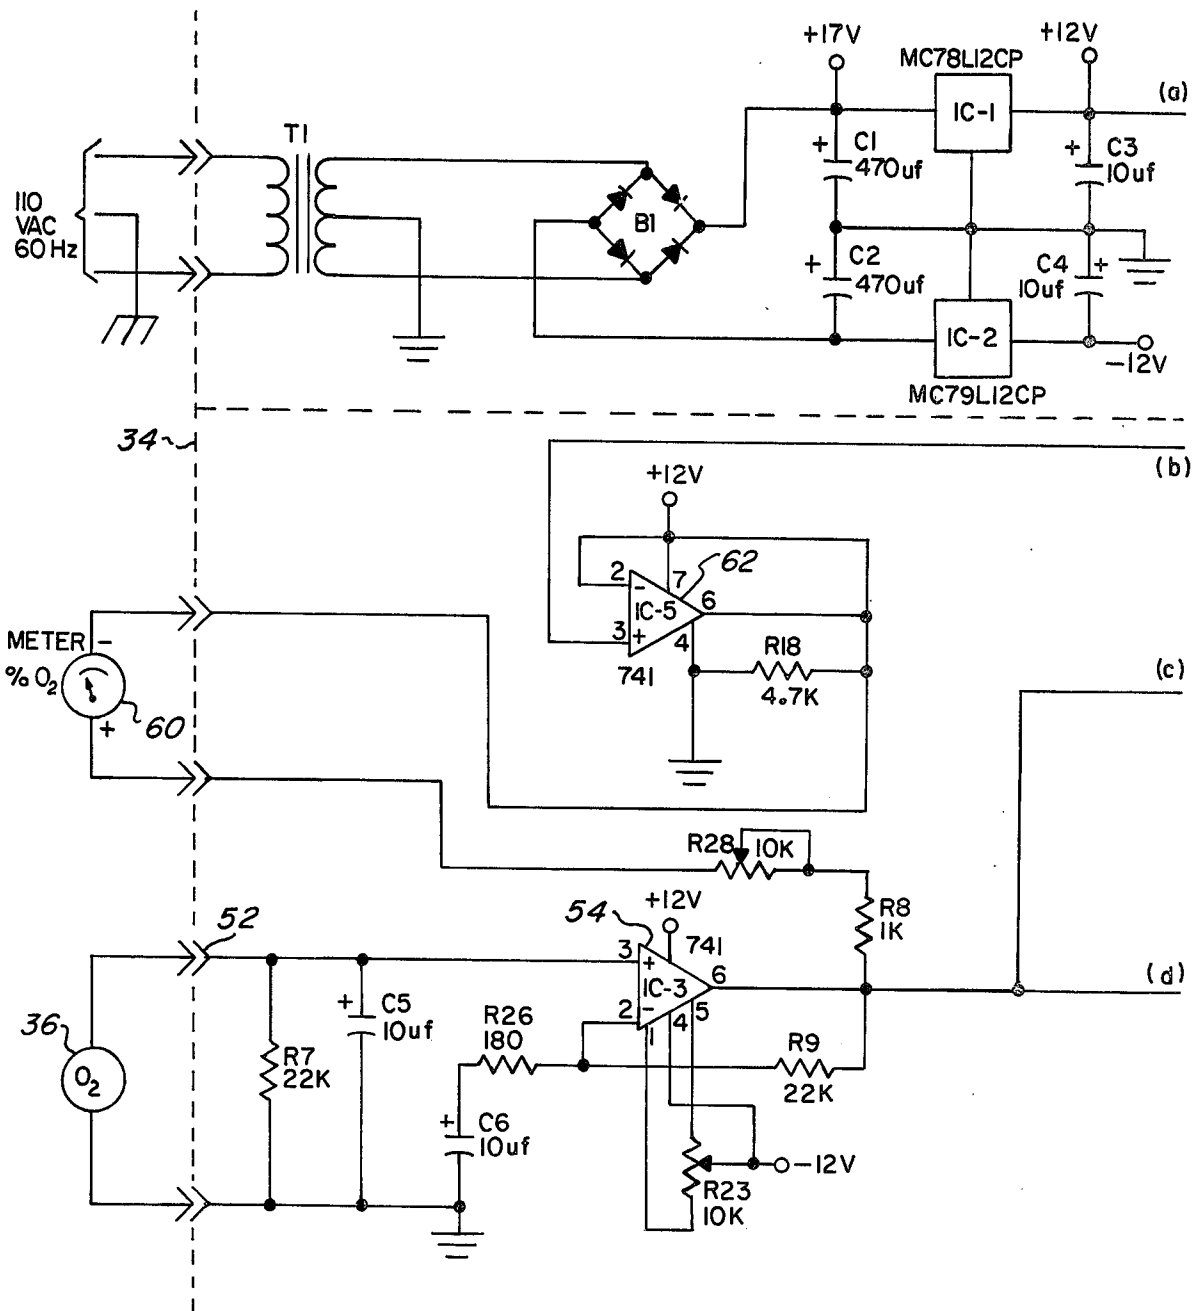 +17V
+12V
MC78L12CP
(a)
IC-1
T1
+ C1
470uf
+ C3
10uf
110
VAC
60 Hz
B1
+ C2
470uf
C4 +
10uf
IC-2
-12V
MC79L12CP
34
(b)
+12V
62
2
7
-
IC-5
6
3
+
4
741
R18
4.7K
METER -
% O2
+
60
(c)
R28
10K
R8
1K
+12V
54
741
52
3
+
6
IC-3
(d)
2
-
1
4
5
+ C5
10uf
R26
180
R9
22K
36
O2
R7
22K
+ C6
10uf
-12V
R23
10K